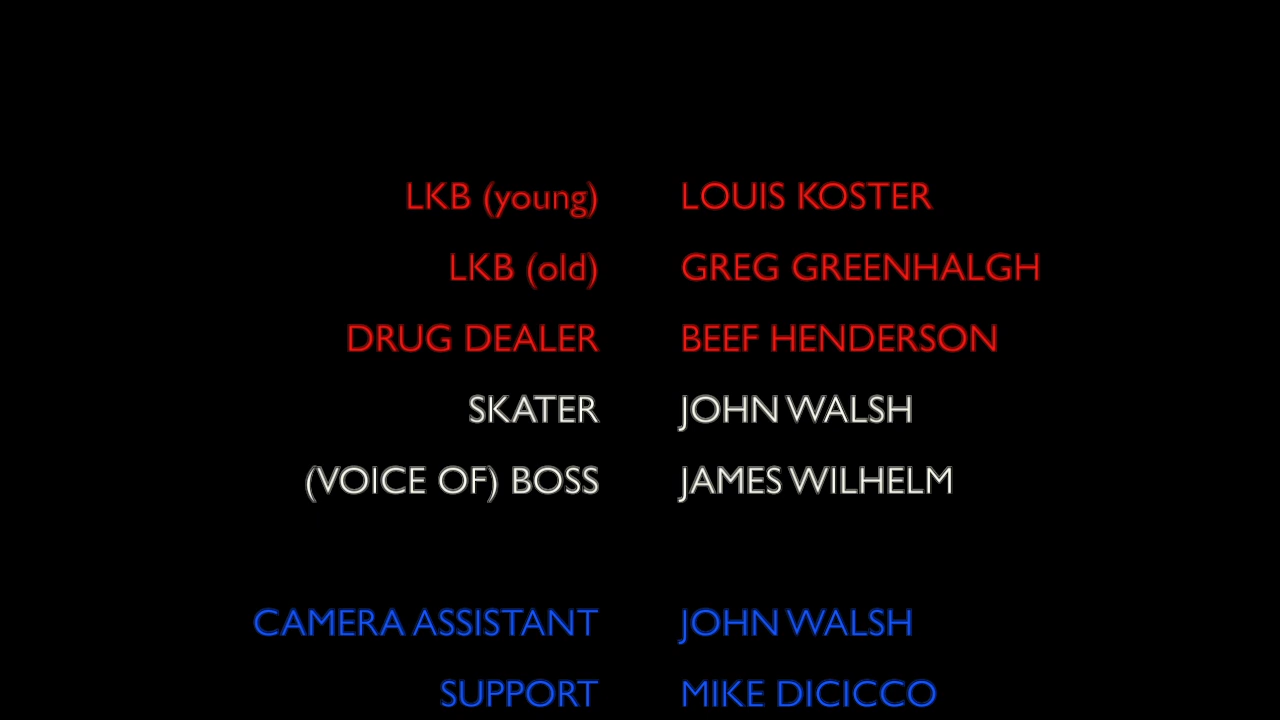 LKB (young) LOUIS KOSTER
LKB (old) GREG GREENHALGH
DRUG DEALER BEEF HENDERSON
SKATER JOHN WALSH
(VOICE OF) BOSS JAMES WILHELM
CAMERA ASSISTANT JOHN WALSH
SUPPORT MIKE DICICCO